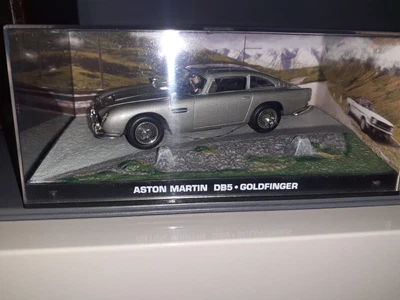 ASTON MARTIN DB5 • GOLDFINGER